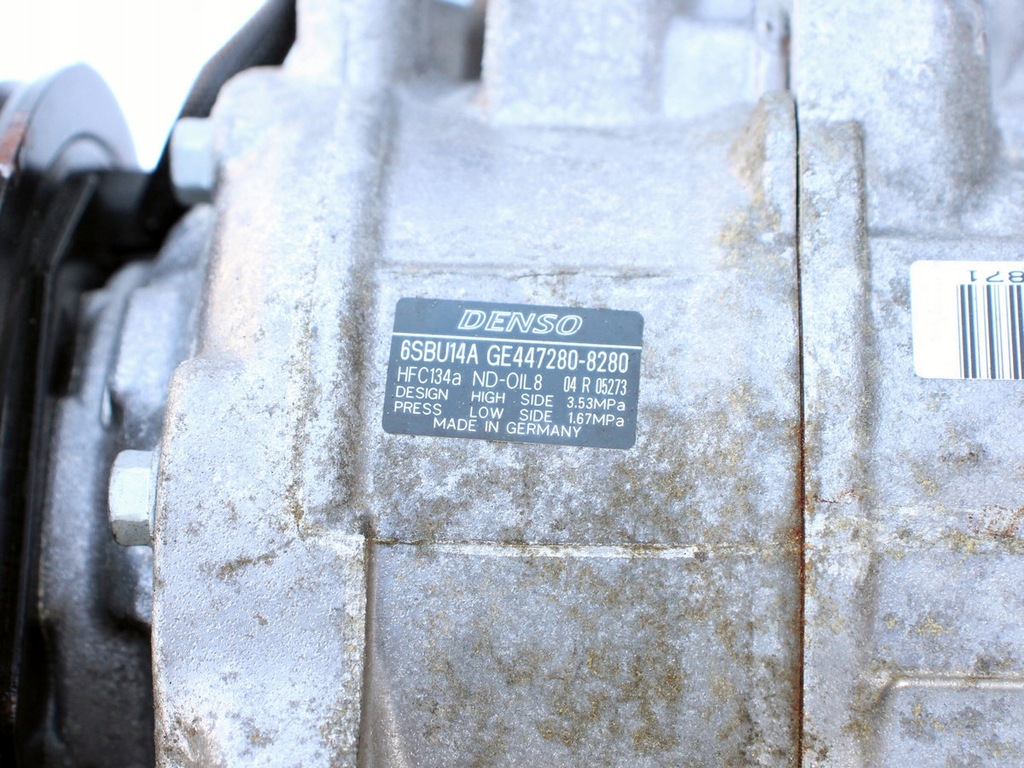 DENSO
6SBU14A GE447280-8280
HFC134a ND-OIL8 04 R 05273
DESIGN HIGH SIDE 3.53MPa
PRESS LOW SIDE 1.67MPa
MADE IN GERMANY